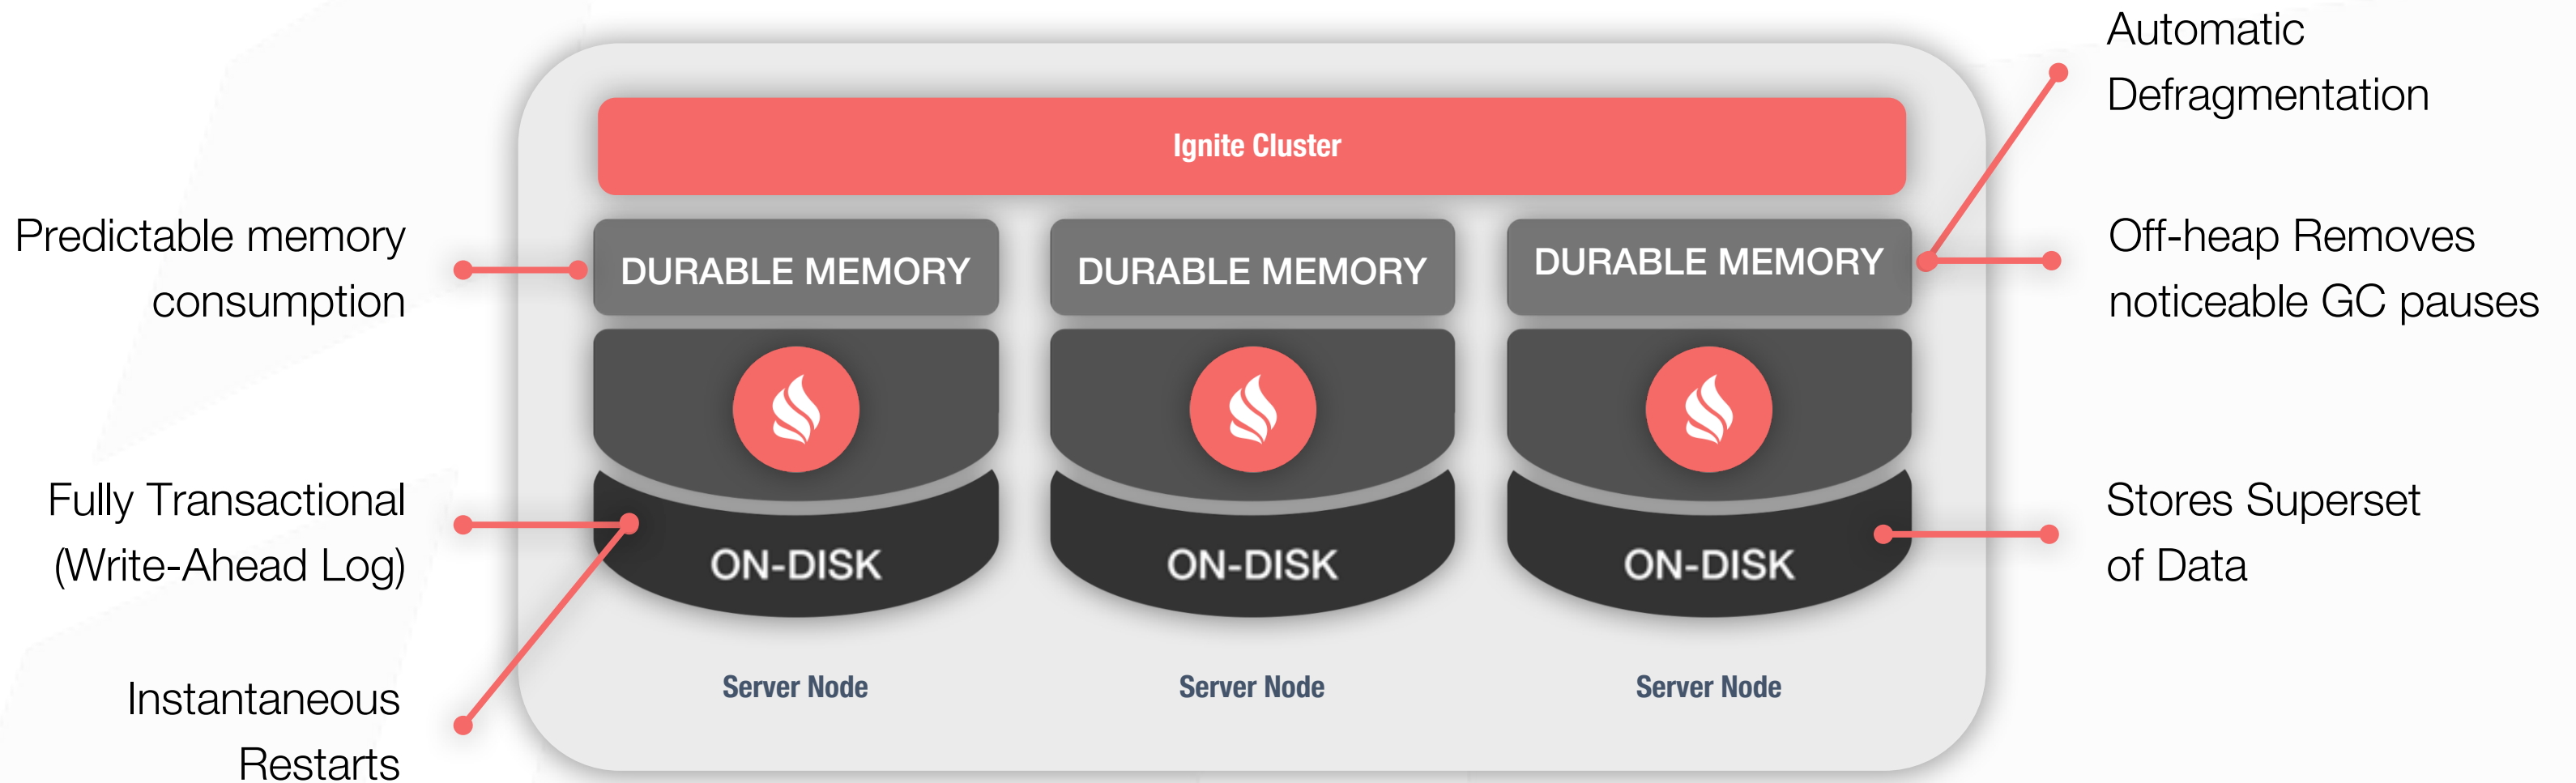 Automatic
Defragmentation
Ignite Cluster
Predictable memory
consumption
DURABLE MEMORY
DURABLE MEMORY
DURABLE MEMORY
Off-heap Removes
noticeable GC pauses
Fully Transactional
(Write-Ahead Log)
ON-DISK
ON-DISK
ON-DISK
Stores Superset
of Data
Instantaneous
Restarts
Server Node
Server Node
Server Node